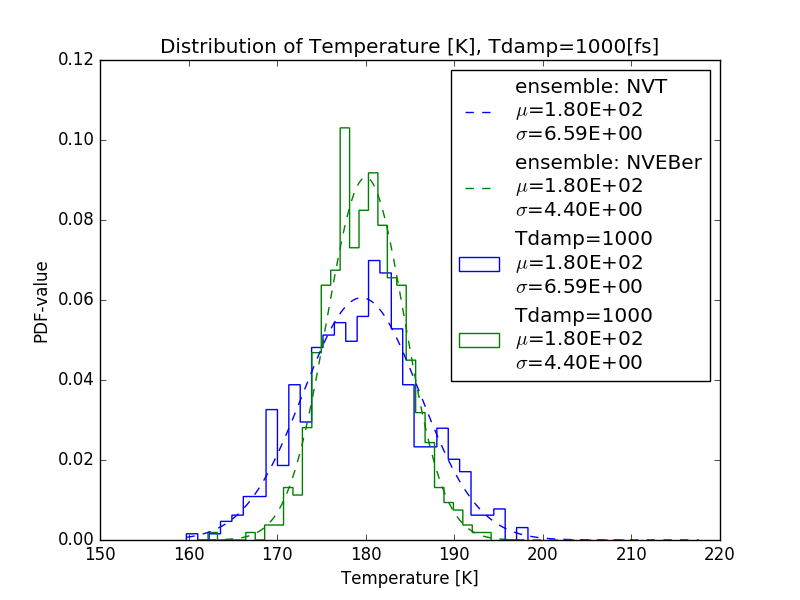 Distribution of Temperature [K], Tdamp=1000[fs]
0.12
0.10
0.08
0.06
0.04
0.02
0.00
PDF-value
ensemble: NVT
μ=1.80E+02
σ=6.59E+00
ensemble: NVEBer
μ=1.80E+02
σ=4.40E+00
Tdamp=1000
μ=1.80E+02
σ=6.59E+00
Tdamp=1000
μ=1.80E+02
σ=4.40E+00
150 160 170 180 190 200 210 220
Temperature [K]